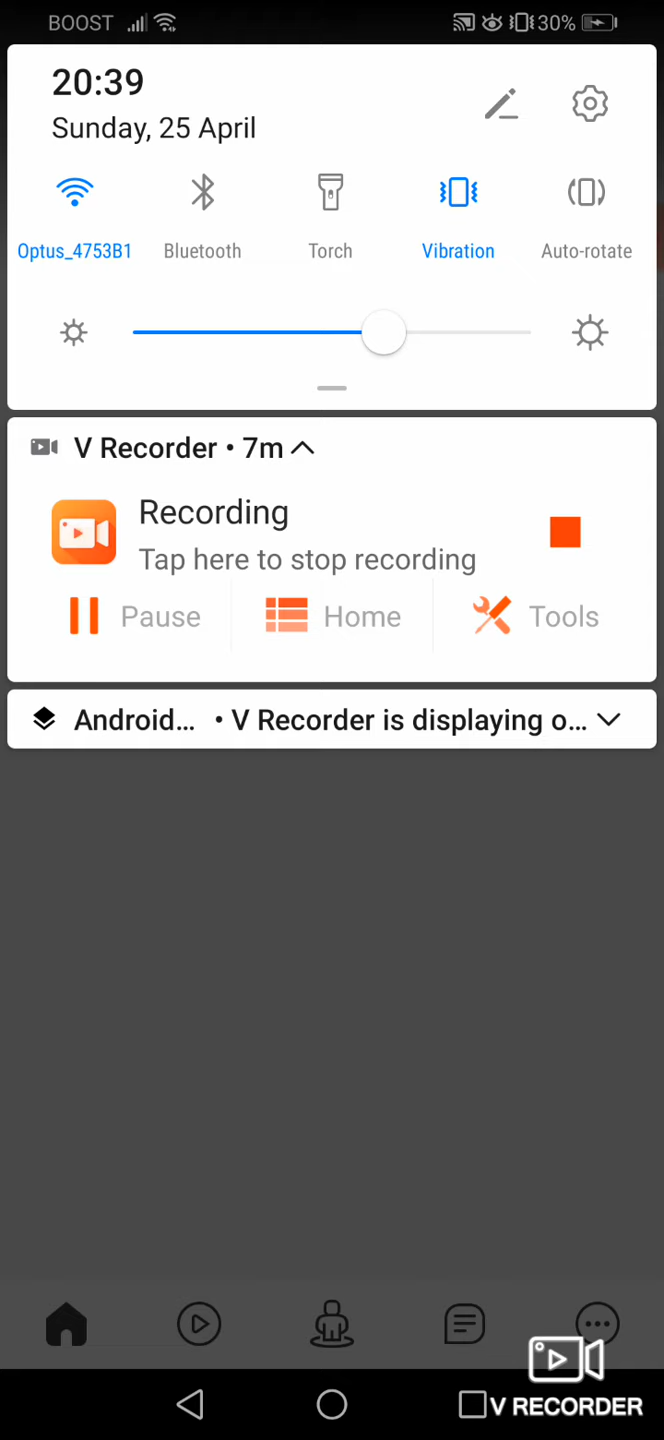 BOOST 30%
20:39
Sunday, 25 April
Optus_4753B1 Bluetooth Torch Vibration Auto-rotate
V Recorder • 7m
Recording
Tap here to stop recording
Pause Home Tools
Android... • V Recorder is displaying o...
V RECORDER